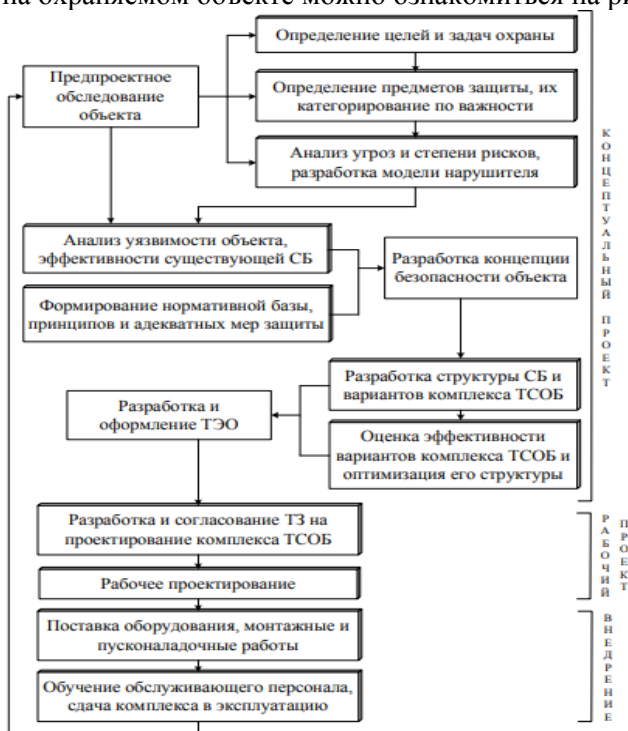 на охраняемом объекте можно ознакомиться на
Определение целей и задач охраны
Предпроектное
обследование
объекта
Определение предметов защиты, их
категорирование по важности
Анализ угроз и степени рисков,
разработка модели нарушителя
Анализ уязвимости объекта,
эффективности существующей СБ
Разработка концепции
безопасности объекта
Формирование нормативной базы,
принципов и адекватных мер защиты
Разработка структуры СБ и
вариантов комплекса ТСОБ
Разработка и
оформление ТЭО
Оценка эффективности
вариантов комплекса ТСОБ и
оптимизация его структуры
КОНЦЕПТУАЛЬНЫЙ ПРОЕКТ
Разработка и согласование ТЗ на
проектирование комплекса ТСОБ
Рабочее проектирование
РАБОЧИЙ
ПРОЕКТ
Поставка оборудования, монтажные и
пусконаладочные работы
Обучение обслуживающего персонала,
сдача комплекса в эксплуатацию
ВНЕДРЕНИЕ